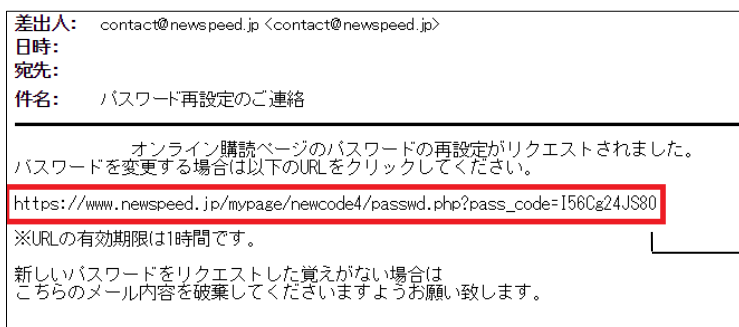 差出人: contact@newspeed.jp <contact@newspeed.jp>
日時:
宛先:
件名: パスワード再設定のご連絡
オンライン購読ページのパスワードの再設定がリクエストされました。
パスワードを変更する場合は以下のURLをクリックしてください。
https://www.newspeed.jp/mypage/newcode4/passwd.php?pass_code=I56Cg24JS80
※URLの有効期限は1時間です。
新しいパスワードをリクエストした覚えがない場合は
こちらのメール内容を破棄してくださいますようお願い致します。